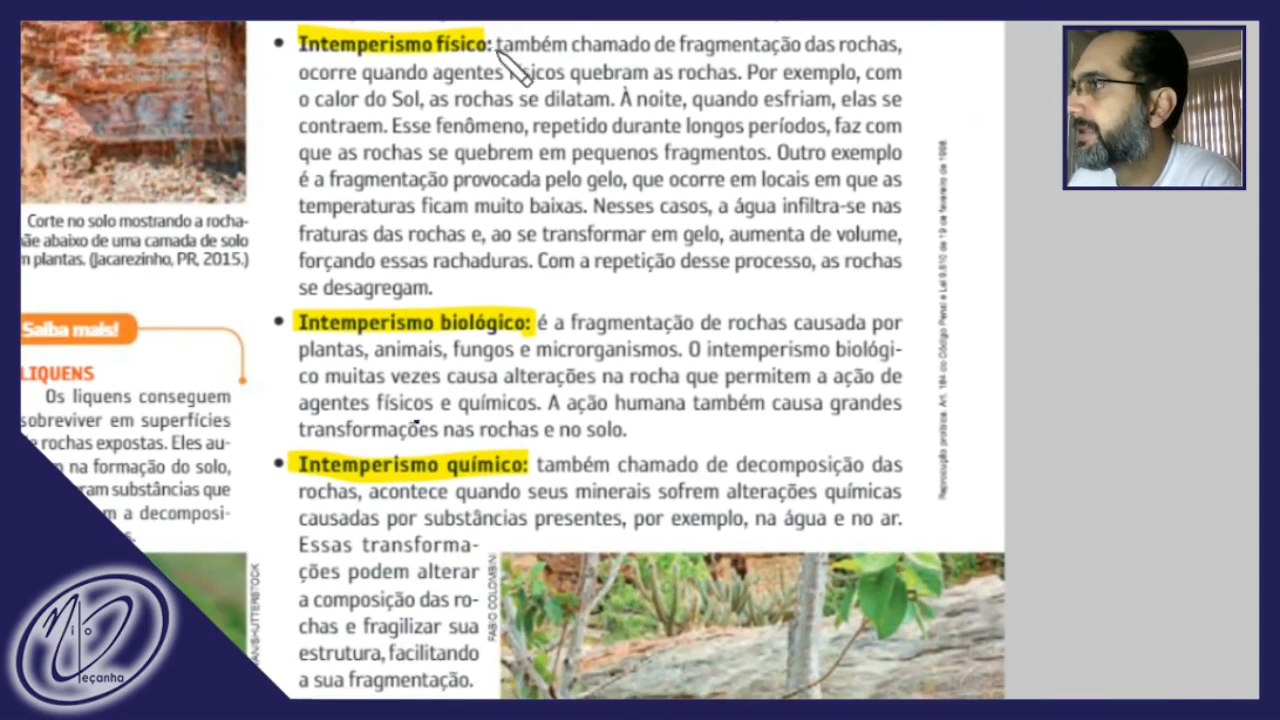 Intemperismo físico: também chamado de fragmentação das rochas,
ocorre quando agentes físicos quebram as rochas. Por exemplo, com
o calor do Sol, as rochas se dilatam. À noite, quando esfriam, elas se
contraem. Esse fenômeno, repetido durante longos períodos, faz com
que as rochas se quebrem em pequenos fragmentos. Outro exemplo
é a fragmentação provocada pelo gelo, que ocorre em locais em que as
temperaturas ficam muito baixas. Nesses casos, a água infiltra-se nas
fraturas das rochas e, ao se transformar em gelo, aumenta de volume,
forçando essas rachaduras. Com a repetição desse processo, as rochas
se desagregam.
Intemperismo biológico: é a fragmentação de rochas causada por
plantas, animais, fungos e microrganismos. O intemperismo biológi-
co muitas vezes causa alterações na rocha que permitem a ação de
agentes físicos e químicos. A ação humana também causa grandes
transformações nas rochas e no solo.
Intemperismo químico: também chamado de decomposição das
rochas, acontece quando seus minerais sofrem alterações químicas
causadas por substâncias presentes, por exemplo, na água e no ar.
Essas transforma-
ções podem alterar
a composição das ro-
chas e fragilizar sua
estrutura, facilitando
a sua fragmentação.
Corte no solo mostrando a rocha-
mãe abaixo de uma camada de solo
m plantas. (Jacarezinho, PR, 2015.)
Saiba mais!
LIQUENS
Os liquens conseguem
sobreviver em superfícies
de rochas expostas. Eles au-
na formação do solo,
ram substâncias que
m a decomposi-
s.
AN/SHUTTERSTOCK
FABIO COLOMBINI
Reprodução proibida. Art. 184 do Código Penal e Lei 9.610 de 19 de fevereiro de 1998.
Nilo
Peçanha